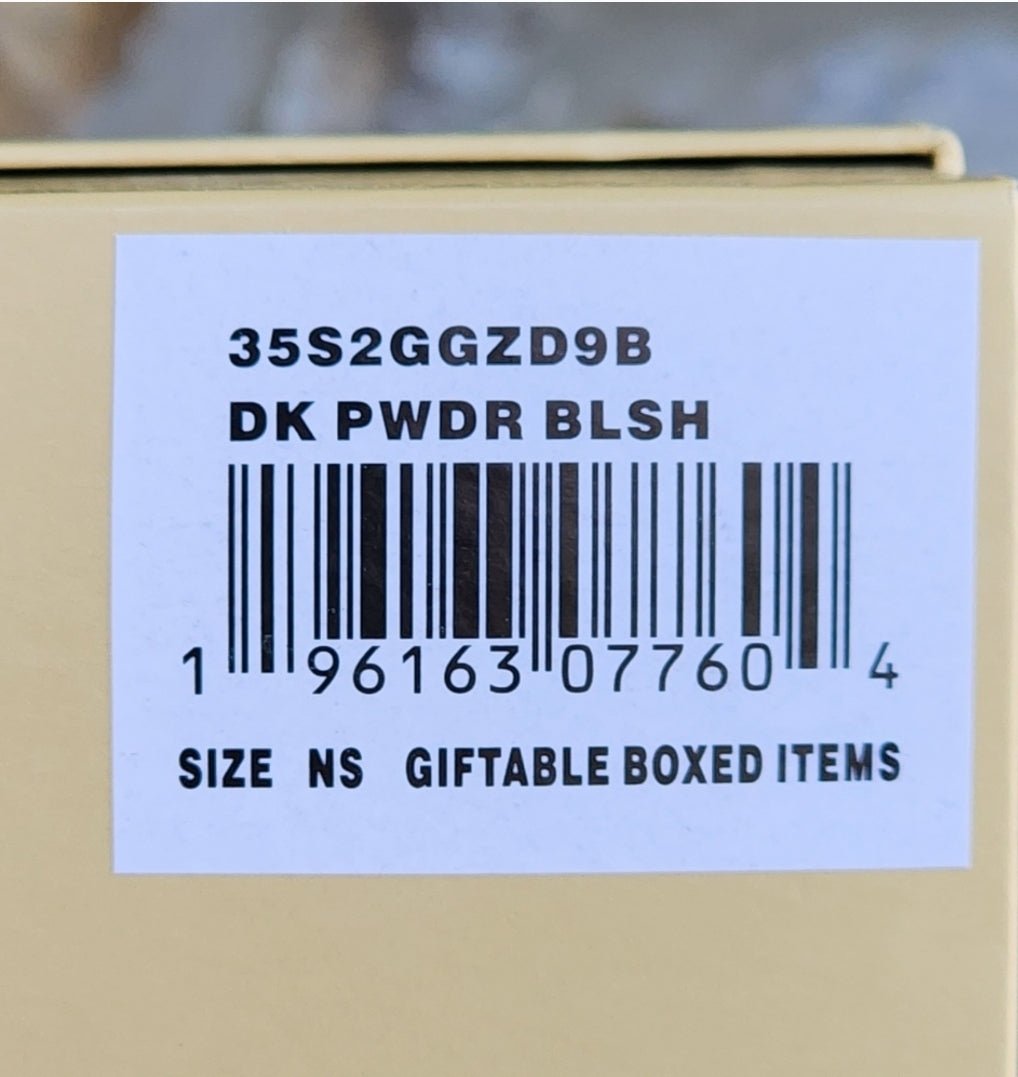 35S2GGZD9B
DK PWDR BLSH
1 96163 07760 4
SIZE NS GIFTABLE BOXED ITEMS